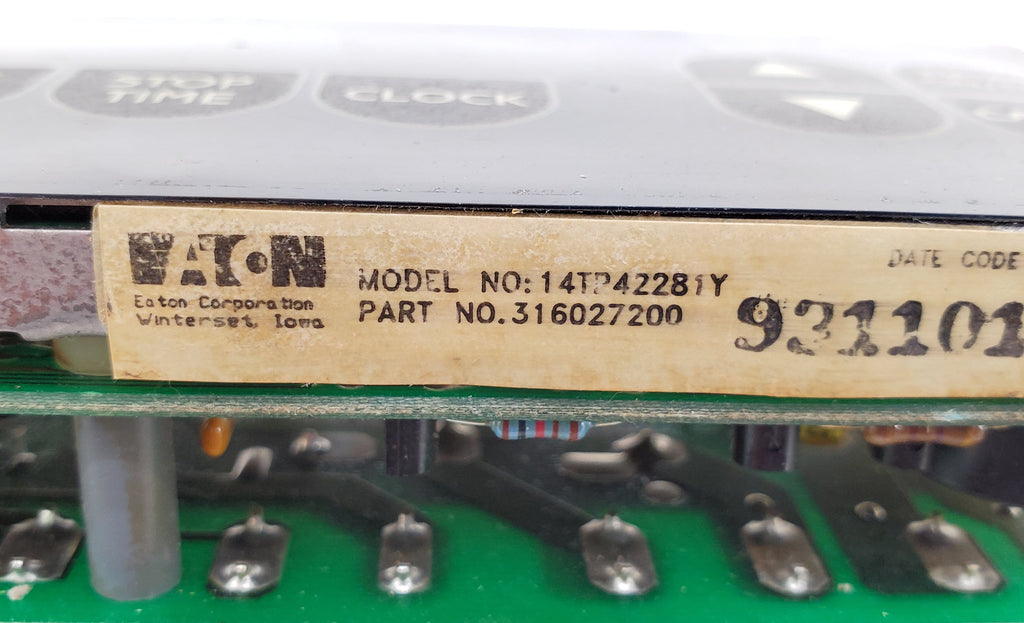 STOP
TIME
CLOCK
EATON
Eaton Corporation
Winterset, Iowa
MODEL NO:14TP42281Y
PART NO.316027200
DATE CODE
931101